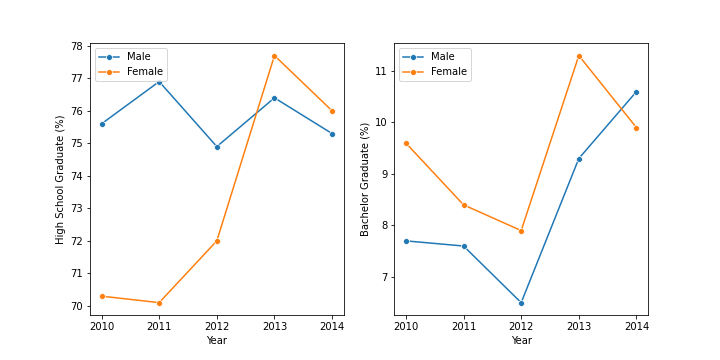 Male
Female
High School Graduate (%)
78
77
76
75
74
73
72
71
70
2010 2011 2012 2013 2014
Year
Male
Female
Bachelor Graduate (%)
11
10
9
8
7
2010 2011 2012 2013 2014
Year